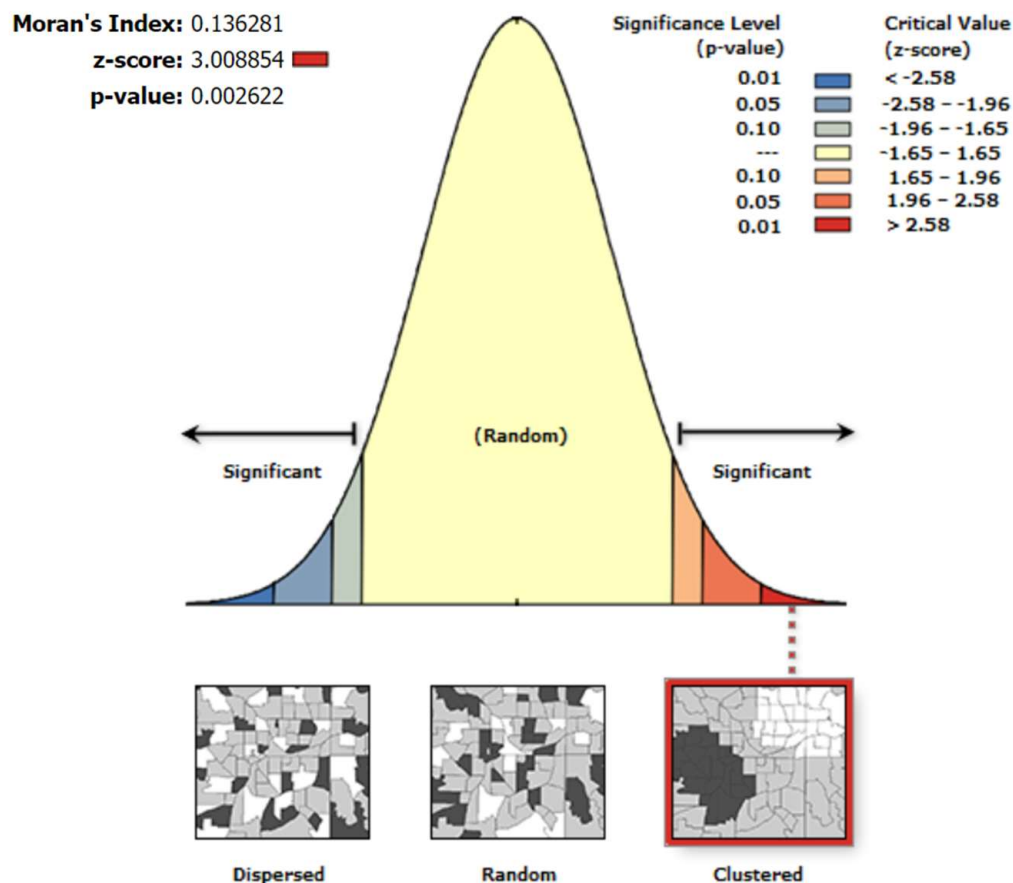 Moran's Index: 0.136281
z-score: 3.008854
p-value: 0.002622
Significance Level
(p-value)
Critical Value
(z-score)
0.01 < -2.58
0.05 -2.58 – -1.96
0.10 -1.96 – -1.65
--- -1.65 – 1.65
0.10 1.65 – 1.96
0.05 1.96 – 2.58
0.01 > 2.58
(Random)
Significant
Significant
Dispersed
Random
Clustered